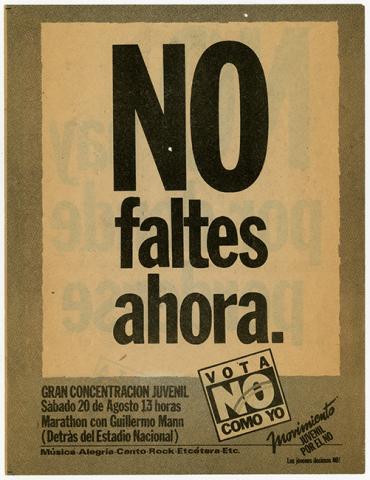 NO
faltes
ahora.
GRAN CONCENTRACION JUVENIL
Sábado 20 de Agosto 13 horas
Marathon con Guillermo Mann
(Detrás del Estadio Nacional)
Música-Alegría-Canto-Rock-Etcétera-Etc.
VOTA
NO
COMO YO
Movimiento
JUVENIL
POR EL NO
Los jóvenes decimos NO!